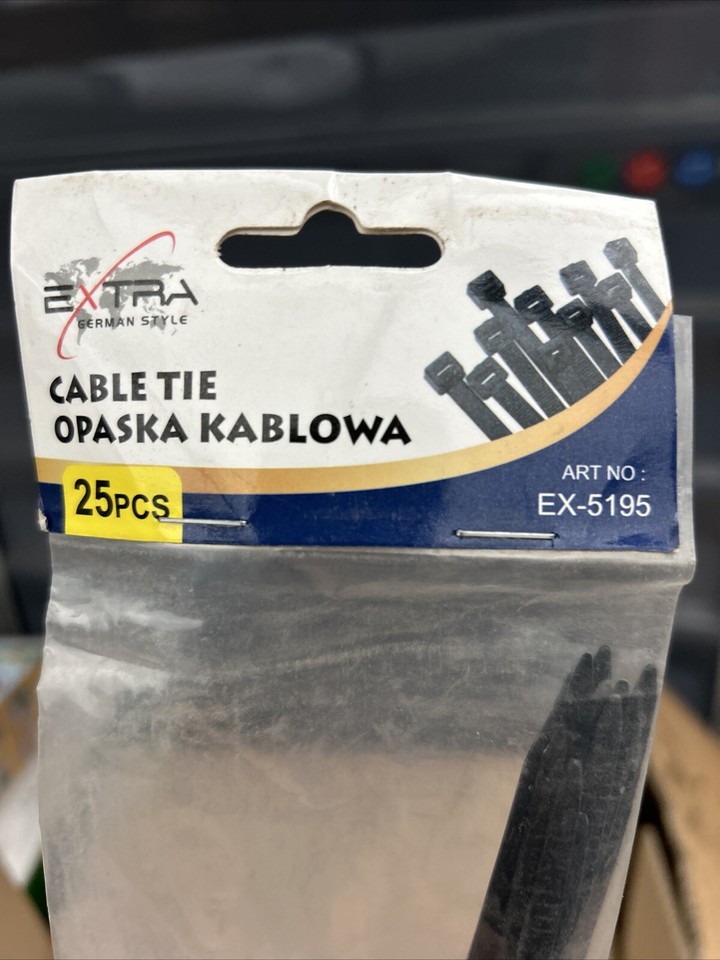 EXTRA
GERMAN STYLE
CABLE TIE
OPASKA KABLOWA
25PCS
ART NO :
EX-5195